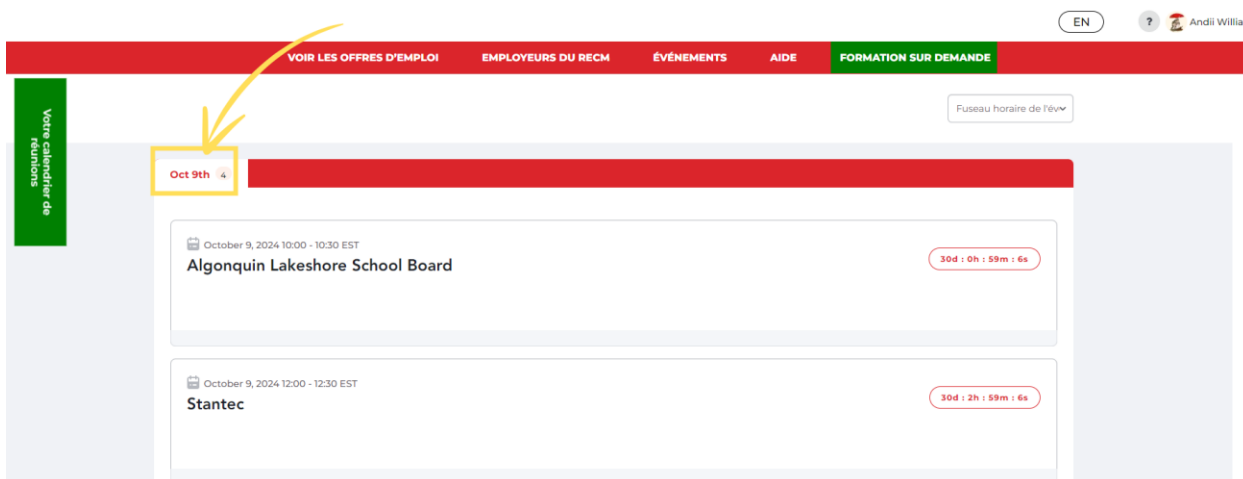 EN
?
Andii Willia
VOIR LES OFFRES D'EMPLOI EMPLOYEURS DU RECM ÉVÉNEMENTS AIDE FORMATION SUR DEMANDE
Votre calendrier de
réunions
Fuseau horaire de l'év
Oct 9th 4
October 9, 2024 10:00 - 10:30 EST
Algonquin Lakeshore School Board
30d : 0h : 59m : 6s
October 9, 2024 12:00 - 12:30 EST
Stantec
30d : 2h : 59m : 6s